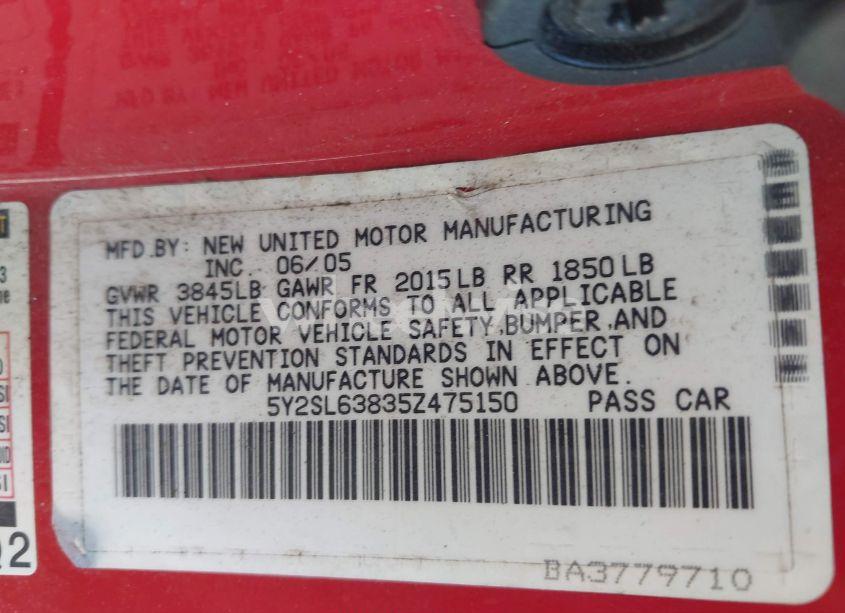 MFD.BY: NEW UNITED MOTOR MANUFACTURING
INC. 06/05
GVWR 3845LB GAWR FR 2015LB RR 1850LB
THIS VEHICLE CONFORMS TO ALL APPLICABLE
FEDERAL MOTOR VEHICLE SAFETY,BUMPER,AND
THEFT PREVENTION STANDARDS IN EFFECT ON
THE DATE OF MANUFACTURE SHOWN ABOVE.
5Y2SL63835Z475150 PASS CAR
BA3779710